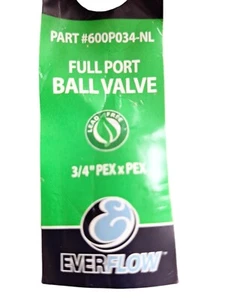 PART #600P034-NL
FULL PORT
BALL VALVE
LEAD FREE
3/4" PEX x PEX
EVERFLOW